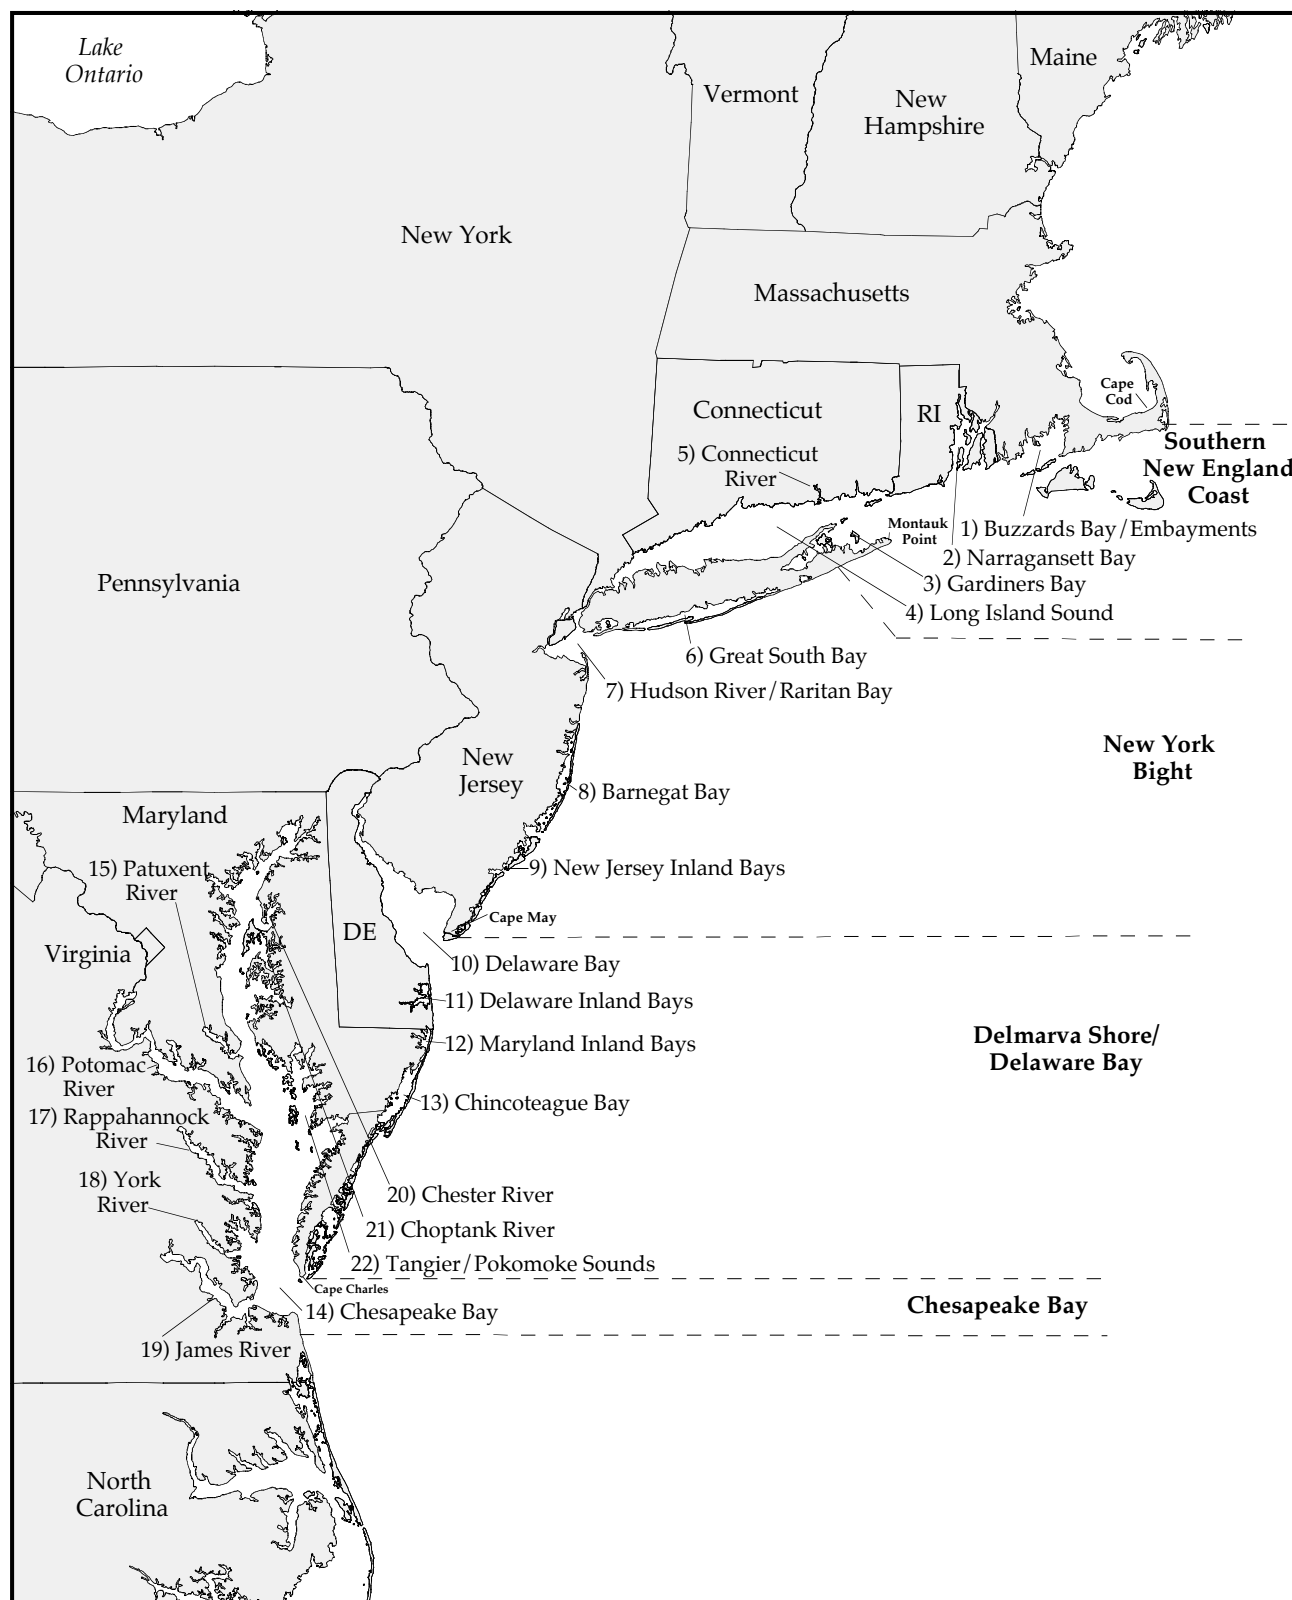 Lake
Ontario
Vermont
New
Hampshire
Maine
New York
Massachusetts
Cape
Cod
Connecticut
RI
5) Connecticut
River
Southern
New England
Coast
Montauk
Point
1) Buzzards Bay/Embayments
2) Narragansett Bay
3) Gardiners Bay
4) Long Island Sound
Pennsylvania
6) Great South Bay
7) Hudson River/Raritan Bay
New York
Bight
New
Jersey
8) Barnegat Bay
Maryland
9) New Jersey Inland Bays
15) Patuxent
River
Cape May
DE
Virginia
10) Delaware Bay
11) Delaware Inland Bays
12) Maryland Inland Bays
Delmarva Shore/
Delaware Bay
16) Potomac
River
13) Chincoteague Bay
17) Rappahannock
River
18) York
River
20) Chester River
21) Choptank River
22) Tangier/Pokomoke Sounds
Cape Charles
14) Chesapeake Bay
Chesapeake Bay
19) James River
North
Carolina